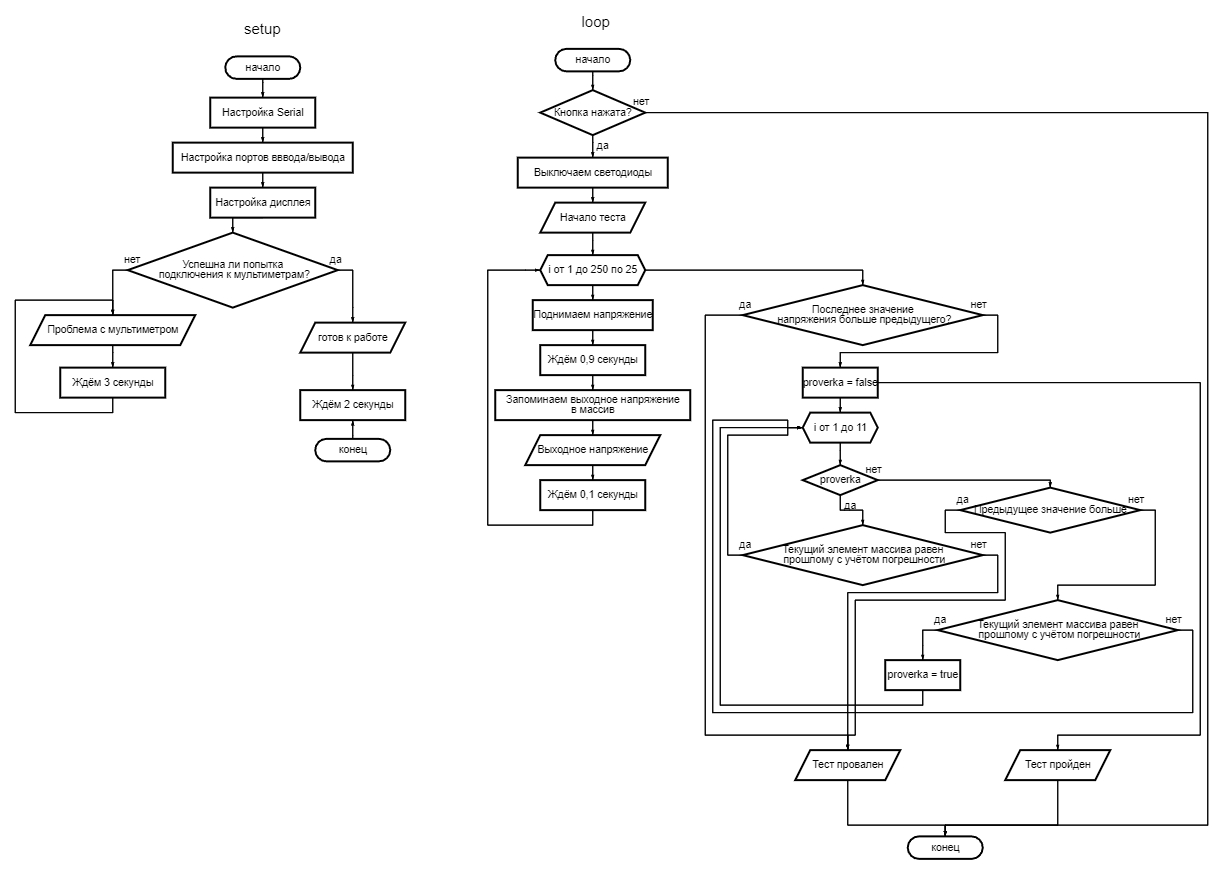 setup
начало
Настройка Serial
Настройка портов вввода/вывода
Настройка дисплея
Успешна ли попытка
подключения к мультиметрам?
нет
да
Проблема с мультиметром
Ждём 3 секунды
готов к работе
Ждём 2 секунды
конец
loop
начало
Кнопка нажата?
нет
да
Выключаем светодиоды
Начало теста
i от 1 до 250 по 25
Поднимаем напряжение
Ждём 0,9 секунды
Запоминаем выходное напряжение
в массив
Выходное напряжение
Ждём 0,1 секунды
да
Последнее значение
напряжения больше предыдущего?
нет
proverka = false
i от 1 до 11
proverka
нет
да
да
Текущий элемент массива равен
прошлому с учётом погрешности
нет
да
Предыдущее значение больше
нет
да
Текущий элемент массива равен
прошлому с учётом погрешности
нет
proverka = true
Тест провален
Тест пройден
конец